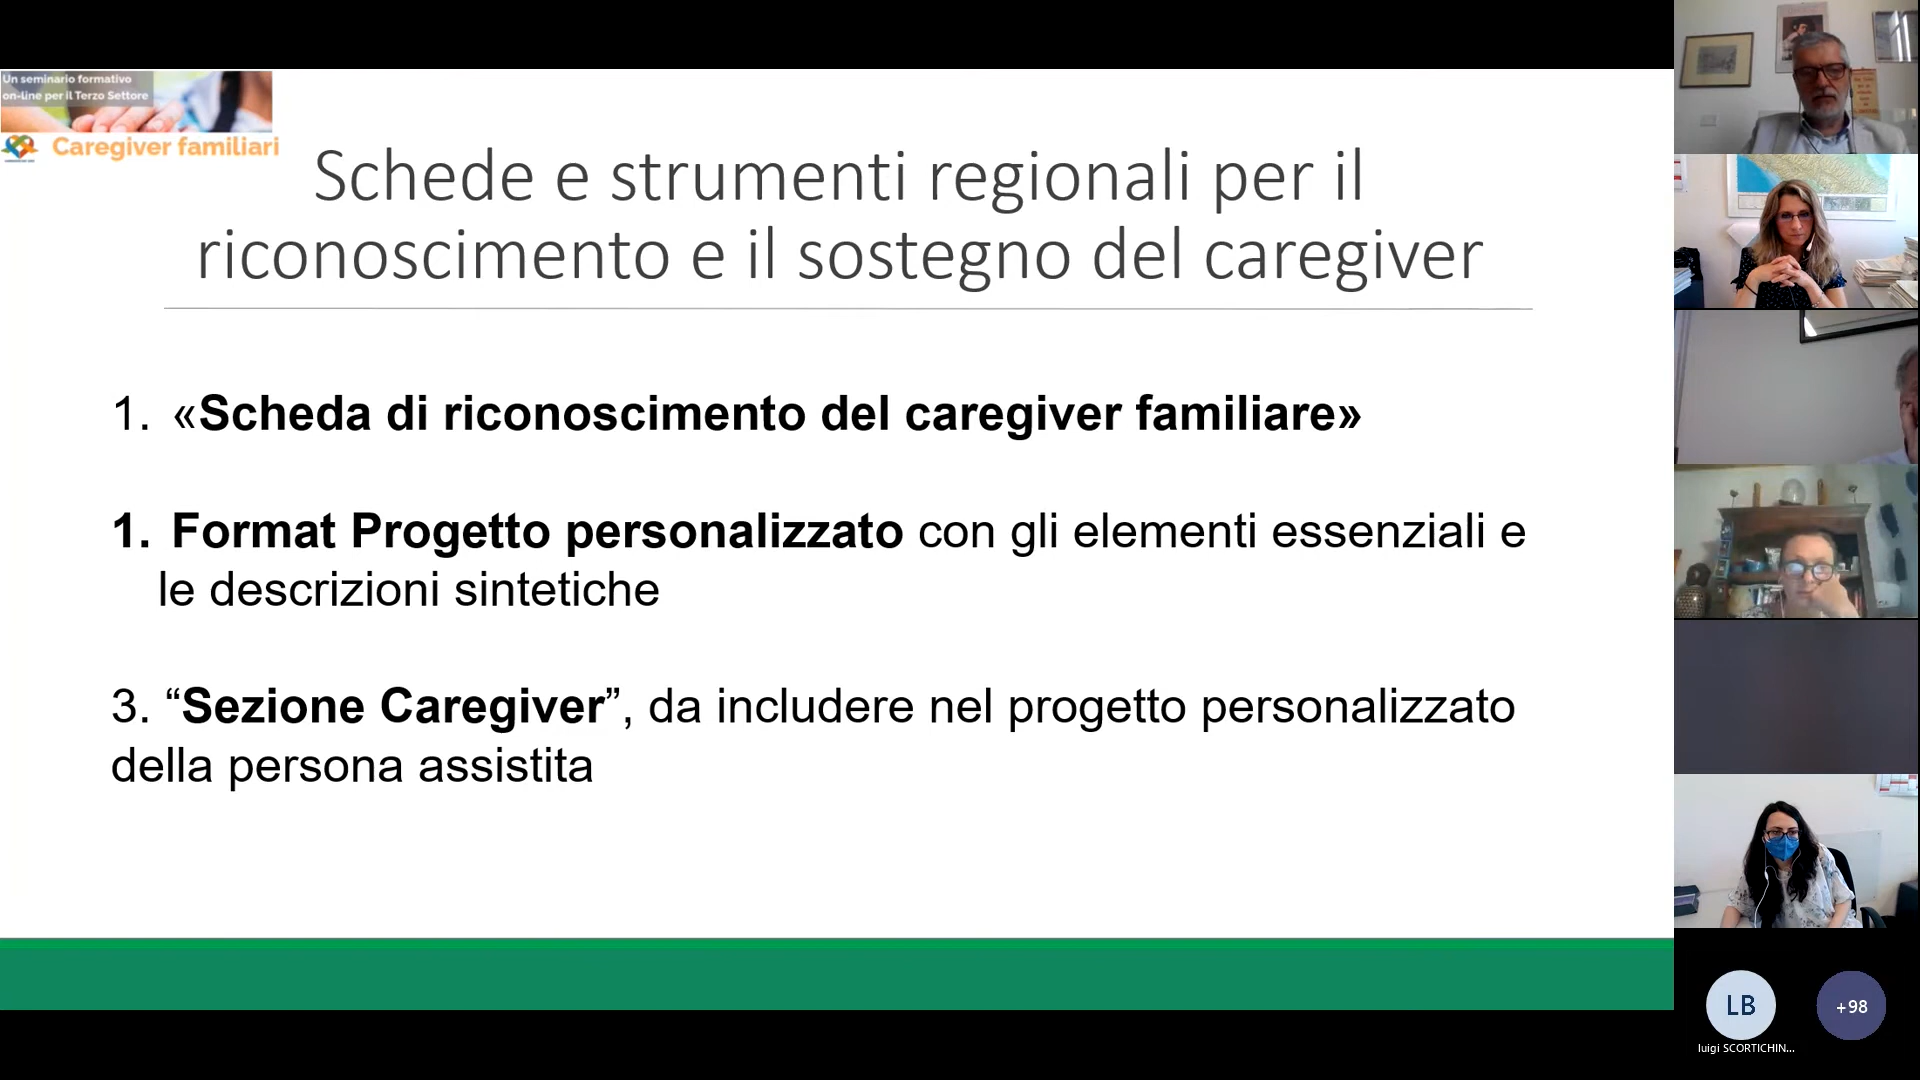 Un seminario formativo
on-line per il Terzo Settore
Caregiver familiari
Schede e strumenti regionali per il
riconoscimento e il sostegno del caregiver
1. «Scheda di riconoscimento del caregiver familiare»
1. Format Progetto personalizzato con gli elementi essenziali e
le descrizioni sintetiche
3. “Sezione Caregiver”, da includere nel progetto personalizzato
della persona assistita
LB
+98
luigi SCORTICHIN...